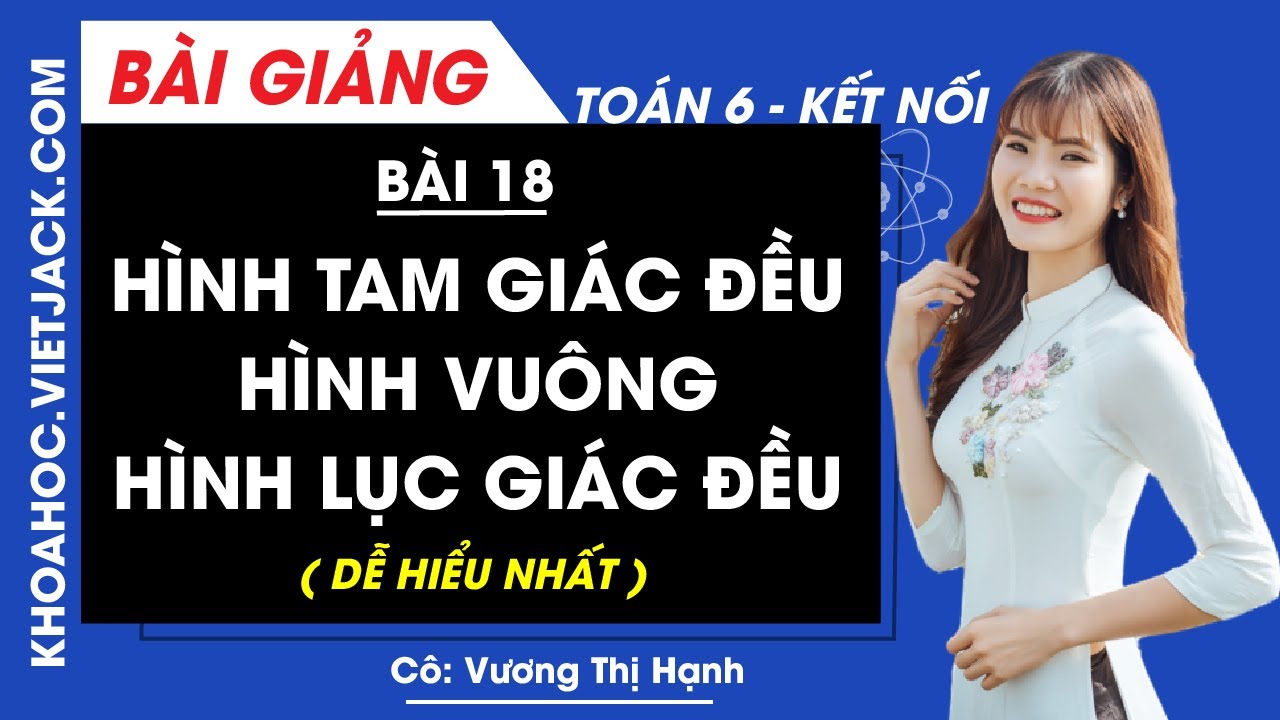 BÀI GIẢNG
TOÁN 6 - KẾT NỐI
KHOAHOC.VIETJACK.COM
BÀI 18
HÌNH TAM GIÁC ĐỀU
HÌNH VUÔNG
HÌNH LỤC GIÁC ĐỀU
( DỄ HIỂU NHẤT )
Cô: Vương Thị Hạnh